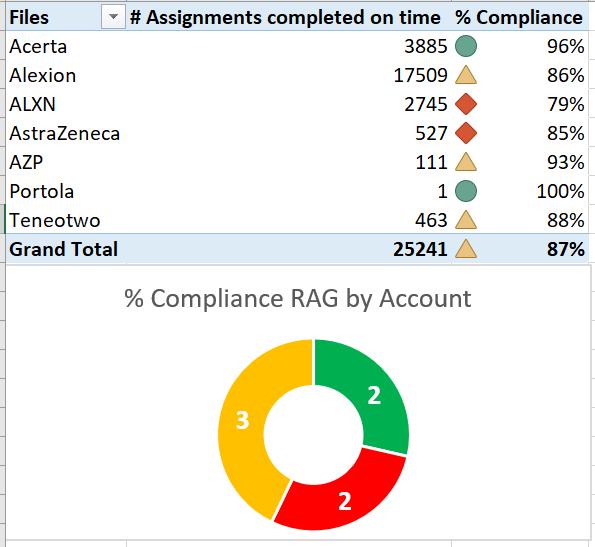 Files # Assignments completed on time % Compliance
Acerta 3885 96%
Alexion 17509 86%
ALXN 2745 79%
AstraZeneca 527 85%
AZP 111 93%
Portola 1 100%
Teneotwo 463 88%
Grand Total 25241 87%
% Compliance RAG by Account
2
3
2